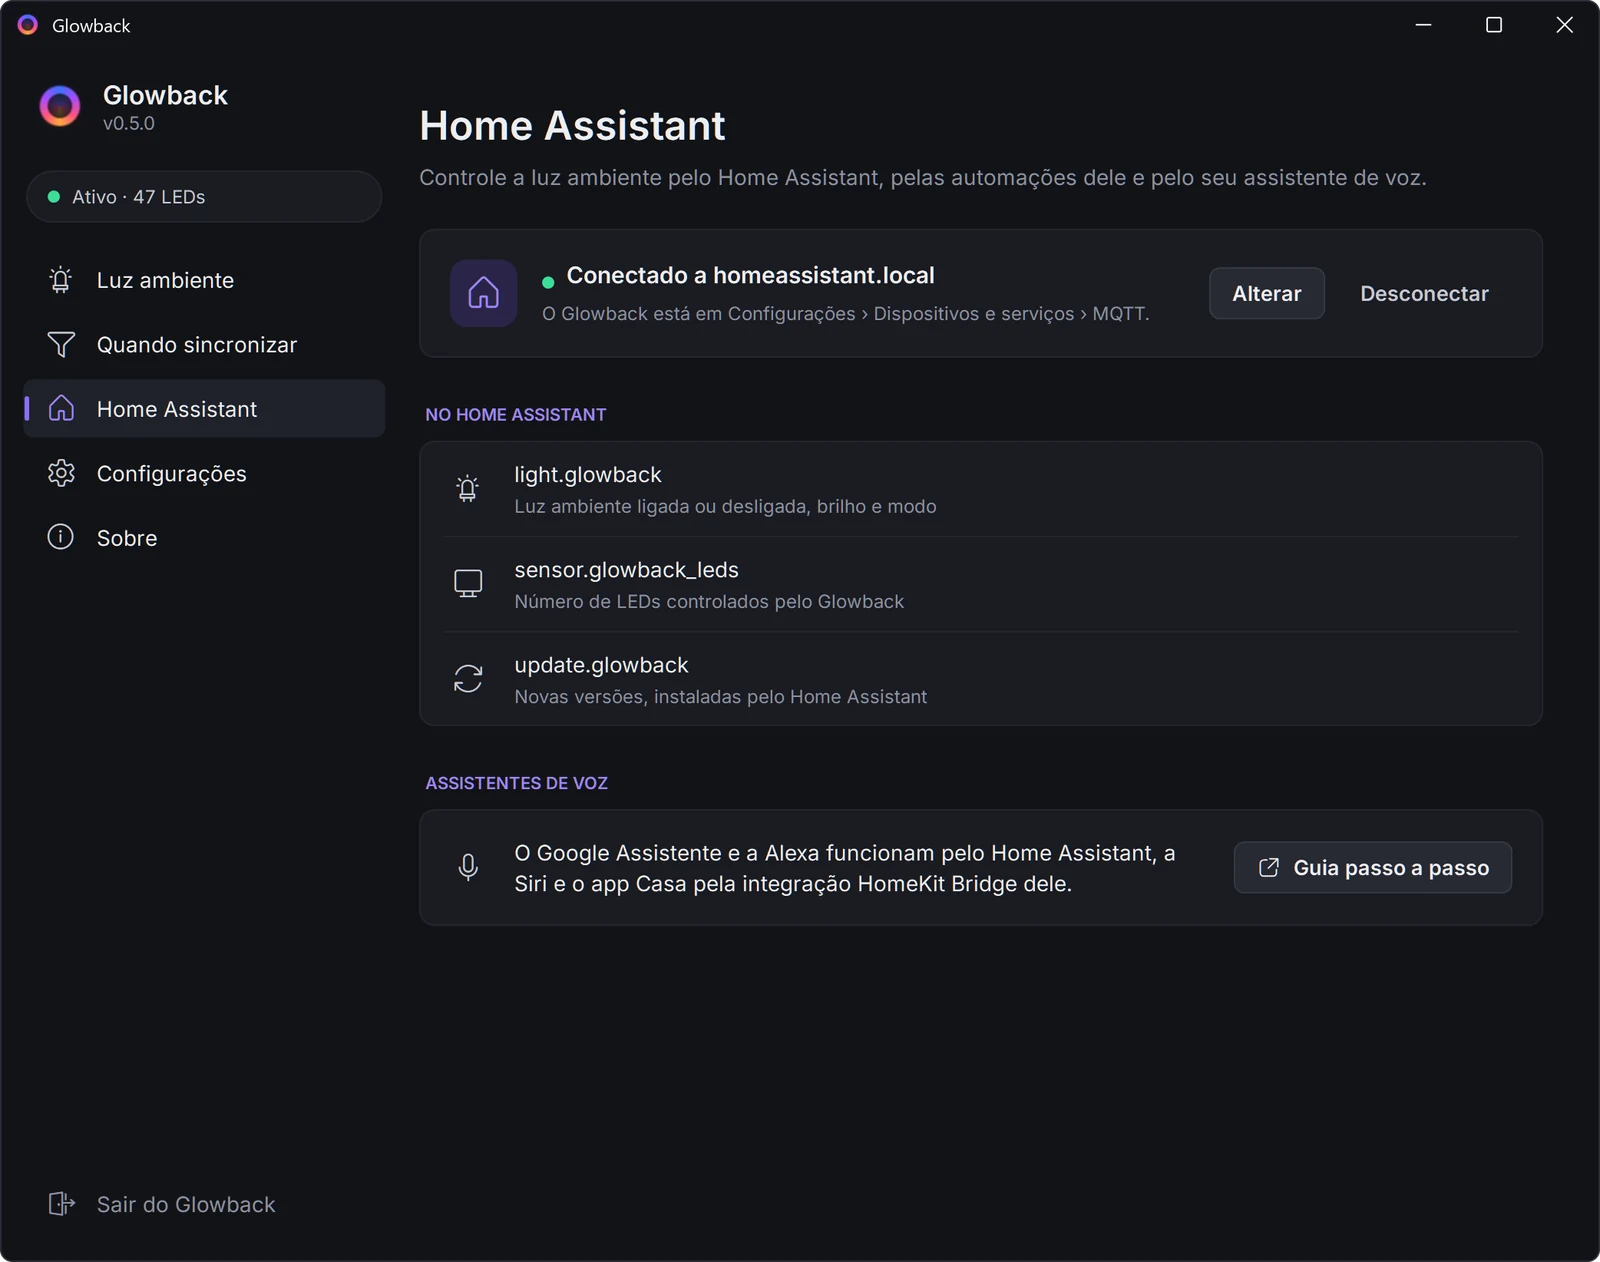 Glowback
Glowback
v0.5.0
Ativo · 47 LEDs
Luz ambiente
Quando sincronizar
Home Assistant
Configurações
Sobre
Sair do Glowback
Home Assistant
Controle a luz ambiente pelo Home Assistant, pelas automações dele e pelo seu assistente de voz.
Conectado a homeassistant.local
O Glowback está em Configurações › Dispositivos e serviços › MQTT.
Alterar
Desconectar
NO HOME ASSISTANT
light.glowback
Luz ambiente ligada ou desligada, brilho e modo
sensor.glowback_leds
Número de LEDs controlados pelo Glowback
update.glowback
Novas versões, instaladas pelo Home Assistant
ASSISTENTES DE VOZ
O Google Assistente e a Alexa funcionam pelo Home Assistant, a
Siri e o app Casa pela integração HomeKit Bridge dele.
Guia passo a passo